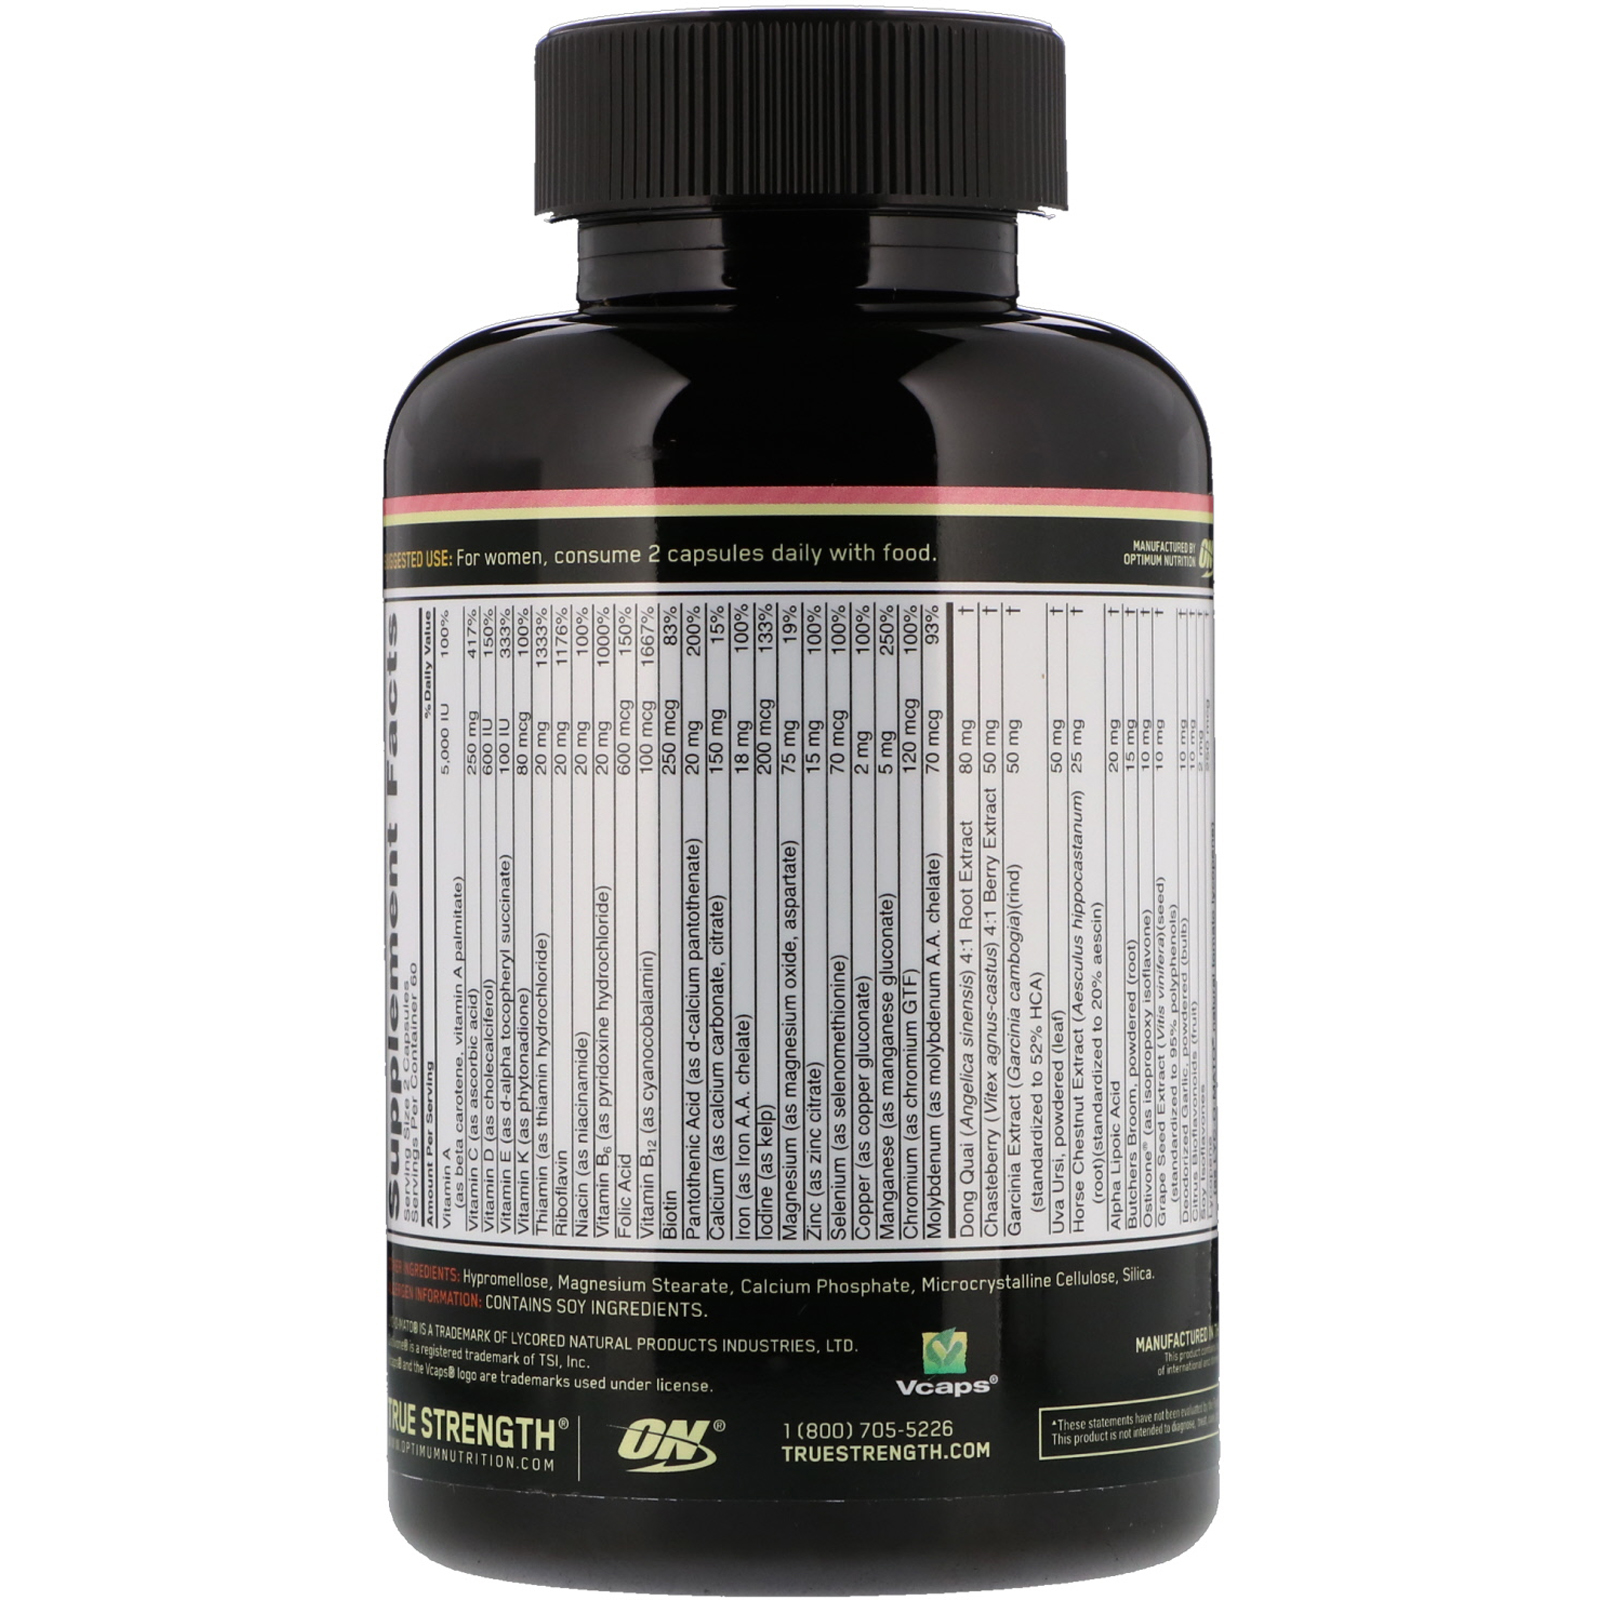 SUGGESTED USE: For women, consume 2 capsules daily with food.
MANUFACTURED BY
OPTIMUM NUTRITION
ON
Supplement Facts
Serving Size 2 Capsules
Servings Per Container 60
Amount Per Serving % Daily Value
Vitamin A 5,000 IU 100%
(as beta carotene, vitamin A palmitate)
Vitamin C (as ascorbic acid) 250 mg 417%
Vitamin D (as cholecalciferol) 600 IU 150%
Vitamin E (as d-alpha tocopheryl succinate) 100 IU 333%
Vitamin K (as phytonadione) 80 mcg 100%
Thiamin (as thiamin hydrochloride) 20 mg 1333%
Riboflavin 20 mg 1176%
Niacin (as niacinamide) 20 mg 100%
Vitamin B6 (as pyridoxine hydrochloride) 20 mg 1000%
Folic Acid 600 mcg 150%
Vitamin B12 (as cyanocobalamin) 100 mcg 1667%
Biotin 250 mcg 83%
Pantothenic Acid (as d-calcium pantothenate) 20 mg 200%
Calcium (as calcium carbonate, citrate) 150 mg 15%
Iron (as Iron A.A. chelate) 18 mg 100%
Iodine (as kelp) 200 mcg 133%
Magnesium (as magnesium oxide, aspartate) 75 mg 19%
Zinc (as zinc citrate) 15 mg 100%
Selenium (as selenomethionine) 70 mcg 100%
Copper (as copper gluconate) 2 mg 100%
Manganese (as manganese gluconate) 5 mg 250%
Chromium (as chromium GTF) 120 mcg 100%
Molybdenum (as molybdenum A.A. chelate) 70 mcg 93%
Dong Quai (Angelica sinensis) 4:1 Root Extract 80 mg †
Chasteberry (Vitex agnus-castus) 4:1 Berry Extract 50 mg †
Garcinia Extract (Garcinia cambogia)(rind) 50 mg †
(standardized to 52% HCA)
Uva Ursi, powdered (leaf) 50 mg †
Horse Chestnut Extract (Aesculus hippocastanum) 25 mg †
(root)(standardized to 20% aescin)
Alpha Lipoic Acid 20 mg †
Butchers Broom, powdered (root) 15 mg †
Ostivone® (as isopropoxy isoflavone) 10 mg †
Grape Seed Extract (Vitis vinifera)(seed) 10 mg †
(standardized to 95% polyphenols)
Deodorized Garlic, powdered (bulb) 10 mg †
Citrus Bioflavonoids (fruit) 10 mg †
Soy Isoflavones 2 mg †
INGREDIENTS: Hypromellose, Magnesium Stearate, Calcium Phosphate, Microcrystalline Cellulose, Silica.
INFORMATION: CONTAINS SOY INGREDIENTS.
IS A TRADEMARK OF LYCORED NATURAL PRODUCTS INDUSTRIES, LTD.
is a registered trademark of TSI, Inc.
and the Vcaps® logo are trademarks used under license.
Vcaps®
MANUFACTURED IN
This product
of international and
TRUE STRENGTH®
WWW.OPTIMUMNUTRITION.COM
ON®
1 (800) 705-5226
TRUESTRENGTH.COM
*These statements have not been evaluated by the
This product is not intended to diagnose, treat,